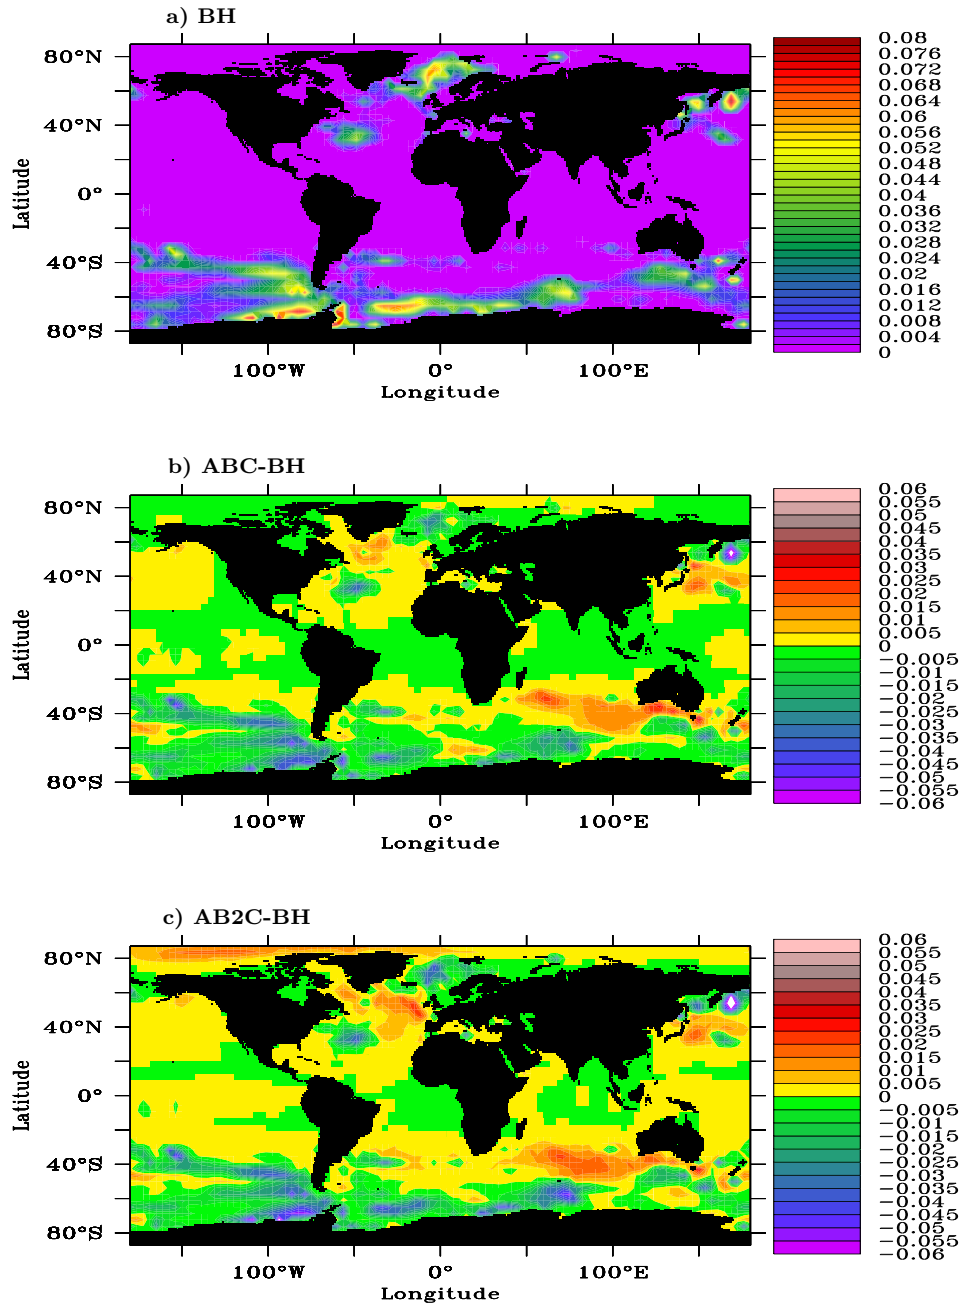 a) BH
80°N
40°N
0°
40°S
80°S
Latitude
100°W
0°
100°E
Longitude
0.08
0.076
0.072
0.068
0.064
0.06
0.056
0.052
0.048
0.044
0.04
0.036
0.032
0.028
0.024
0.02
0.016
0.012
0.008
0.004
0
b) ABC-BH
80°N
40°N
0°
40°S
80°S
Latitude
100°W
0°
100°E
Longitude
0.06
0.055
0.05
0.045
0.04
0.035
0.03
0.025
0.02
0.015
0.01
0.005
0
−0.005
−0.01
−0.015
−0.02
−0.025
−0.03
−0.035
−0.04
−0.045
−0.05
−0.055
−0.06
c) AB2C-BH
80°N
40°N
0°
40°S
80°S
Latitude
100°W
0°
100°E
Longitude
0.06
0.055
0.05
0.045
0.04
0.035
0.03
0.025
0.02
0.015
0.01
0.005
0
−0.005
−0.01
−0.015
−0.02
−0.025
−0.03
−0.035
−0.04
−0.045
−0.05
−0.055
−0.06